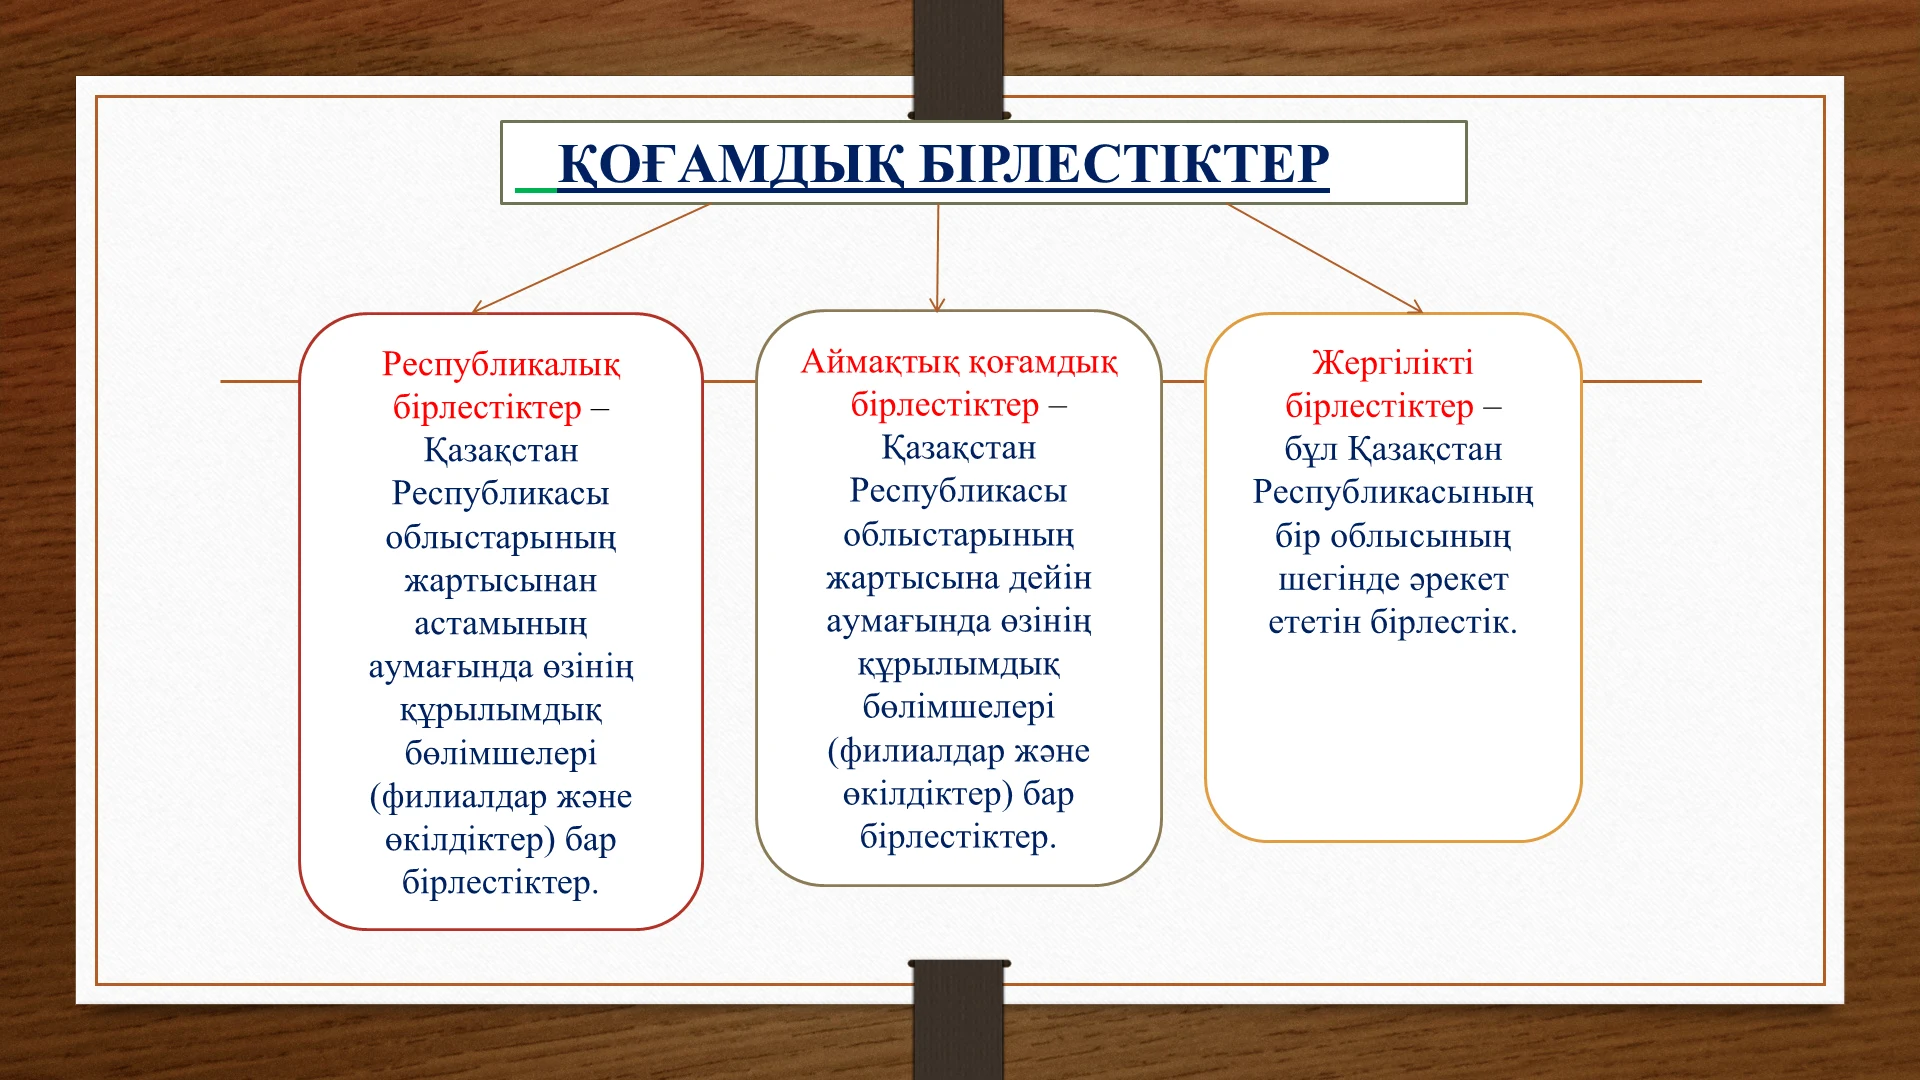 ҚОҒАМДЫҚ БІРЛЕСТІКТЕР
Республикалық
бірлестіктер –
Қазақстан
Республикасы
облыстарының
жартысынан
астамының
аумағында өзінің
құрылымдық
бөлімшелері
(филиалдар және
өкілдіктер) бар
бірлестіктер.
Аймақтық қоғамдық
бірлестіктер –
Қазақстан
Республикасы
облыстарының
жартысына дейін
аумағында өзінің
құрылымдық
бөлімшелері
(филиалдар және
өкілдіктер) бар
бірлестіктер.
Жергілікті
бірлестіктер –
бұл Қазақстан
Республикасының
бір облысының
шегінде әрекет
ететін бірлестік.